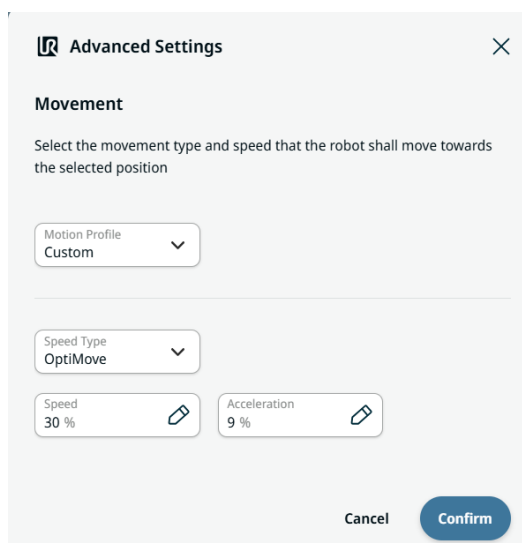 UR Advanced Settings
Movement
Select the movement type and speed that the robot shall move towards
the selected position
Motion Profile
Custom
Speed Type
OptiMove
Speed
30 %
Acceleration
9 %
Cancel
Confirm